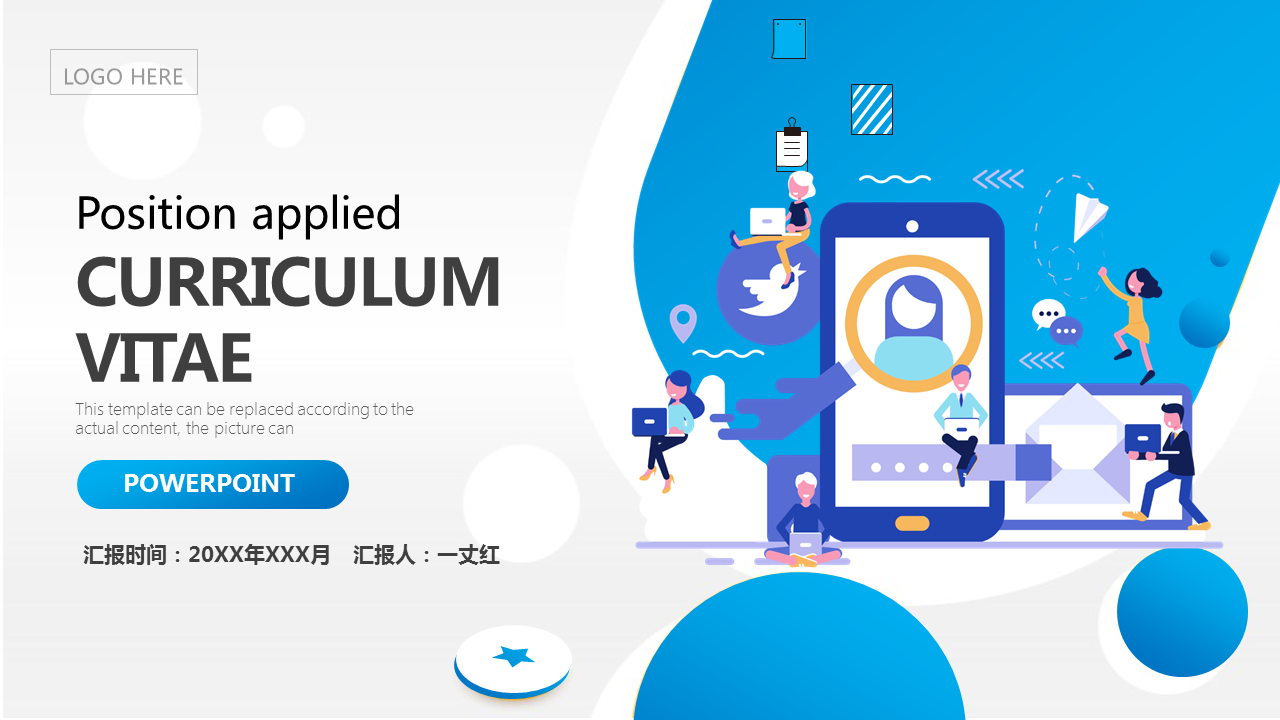 LOGO HERE
Position applied
CURRICULUM
VITAE
This template can be replaced according to the
actual content, the picture can
POWERPOINT
汇报时间：20XX年XXX月 汇报人：一丈红